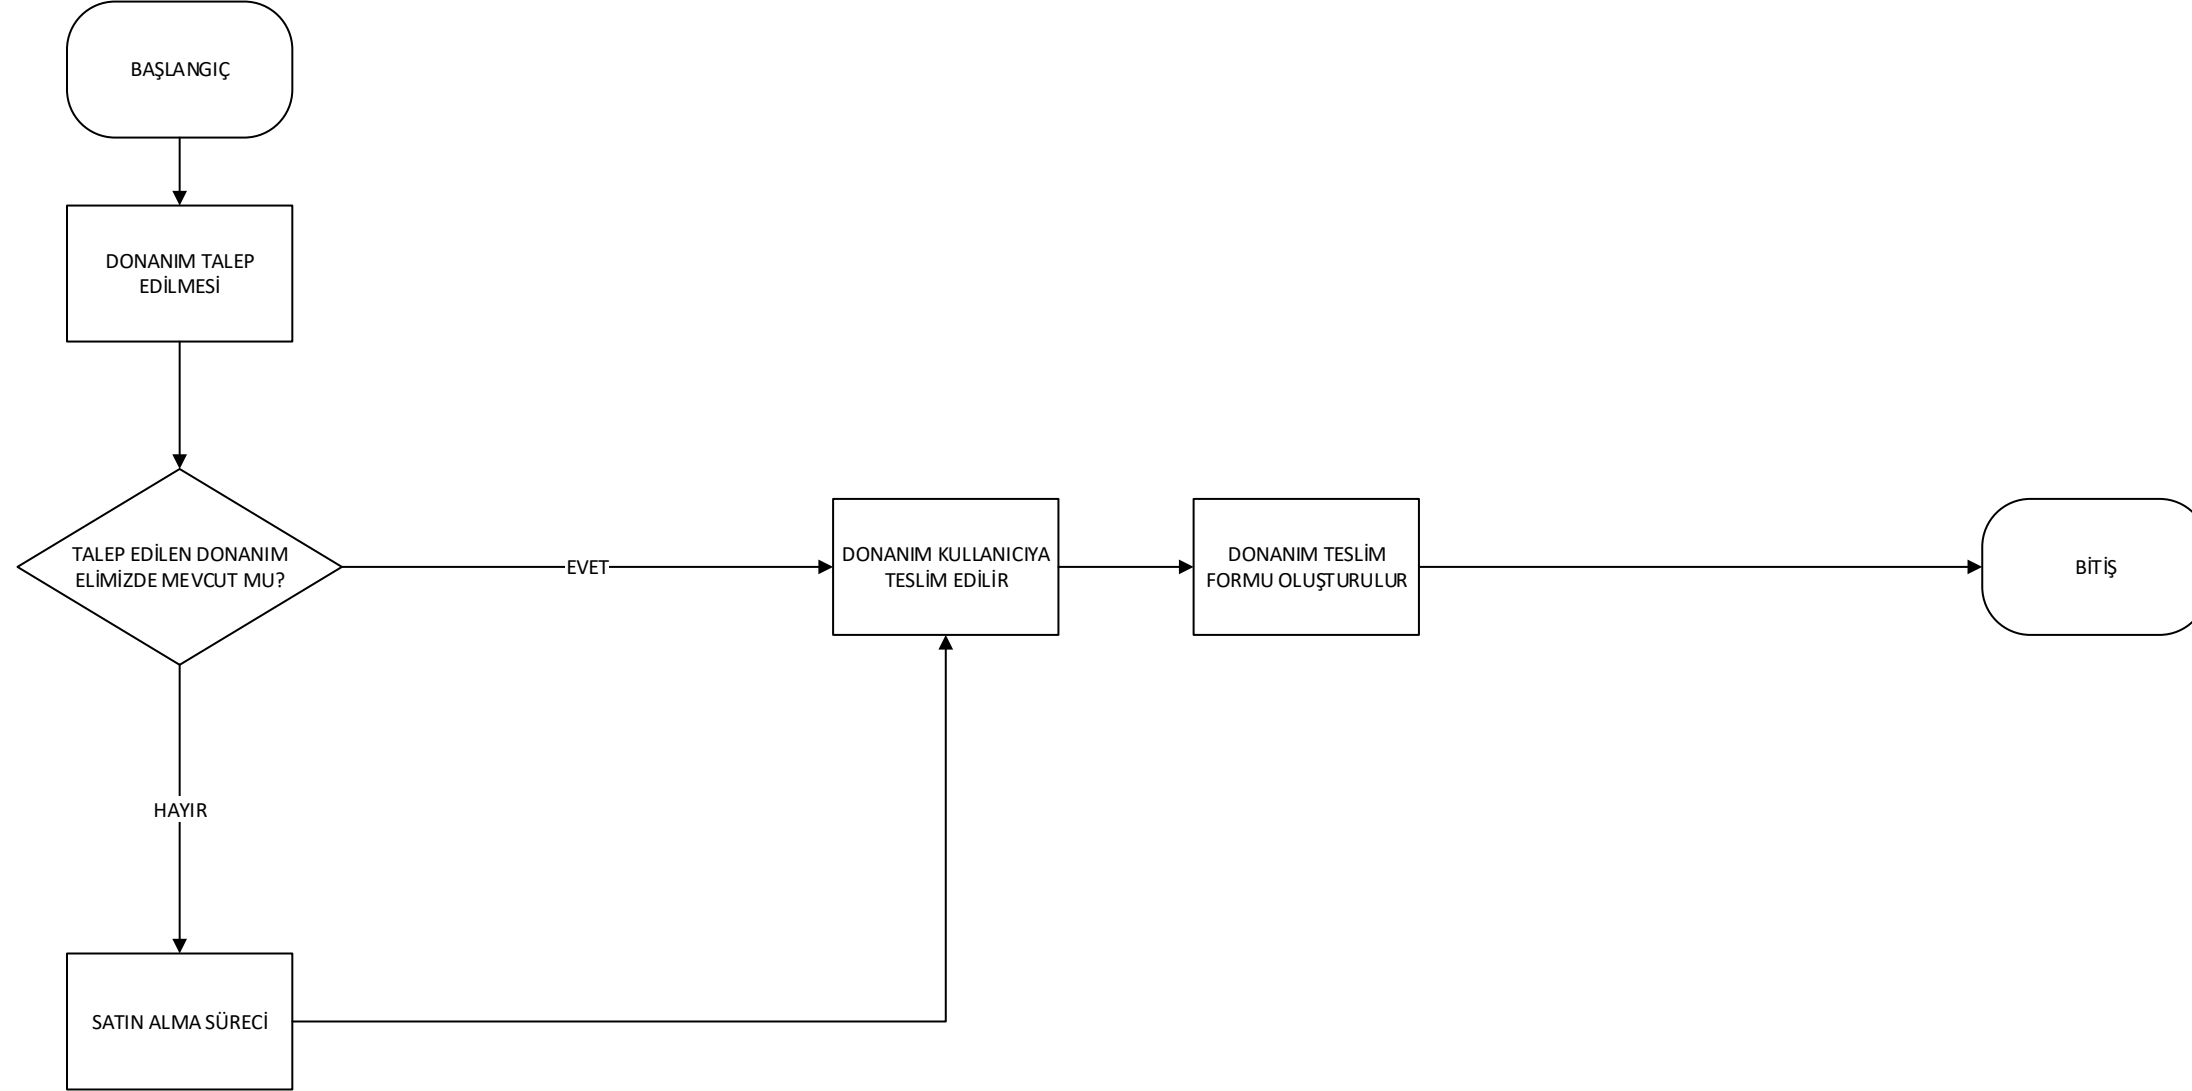 BAŞLANGIÇ
DONANIM TALEP
EDİLMESİ
TALEP EDİLEN DONANIM
ELİMİZDE MEVCUT MU?
EVET
DONANIM KULLANICIYA
TESLİM EDİLİR
DONANIM TESLİM
FORMU OLUŞTURULUR
BİTİŞ
HAYIR
SATIN ALMA SÜRECİ